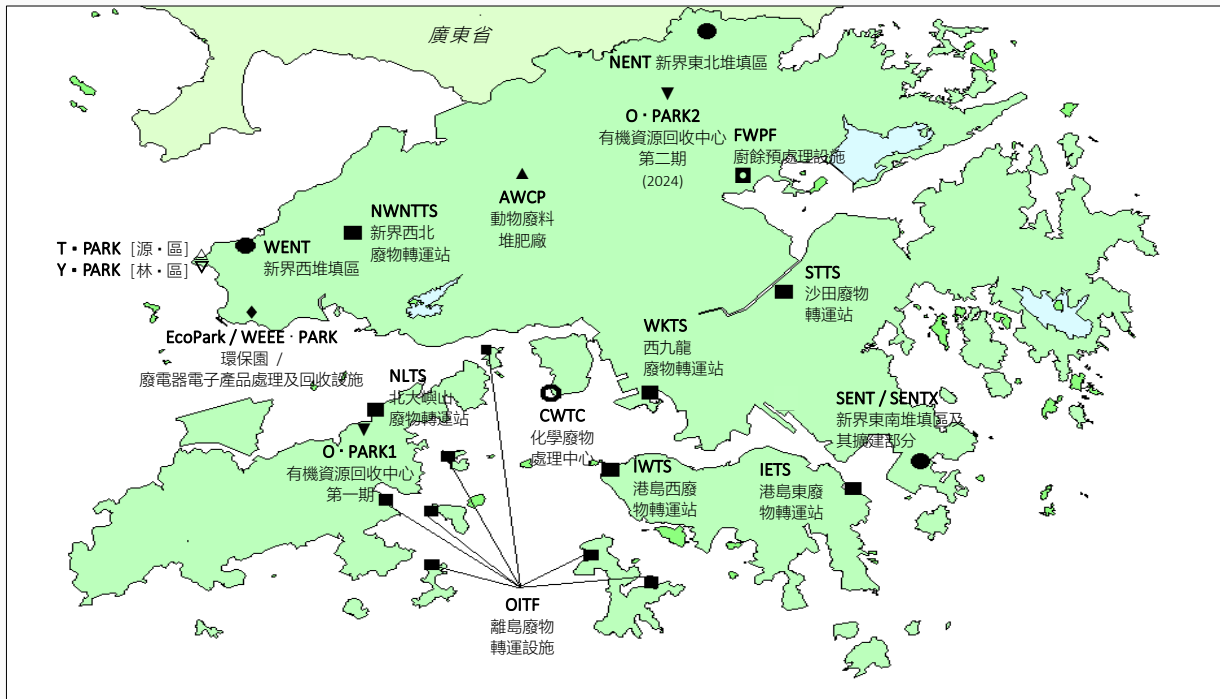 廣東省
NENT 新界東北堆填區
O · PARK2
有機資源回收中心
第二期
(2024)
FWPF
廚餘預處理設施
AWCP
動物廢料
堆肥廠
NWNTTS
新界西北
廢物轉運站
T · PARK [源 · 區]
Y · PARK [林 · 區]
WENT
新界西堆填區
STTS
沙田廢物
轉運站
EcoPark / WEEE · PARK
環保園 /
廢電器電子產品處理及回收設施
WKTS
西九龍
廢物轉運站
NLTS
北大嶼山
廢物轉運站
CWTC
化學廢物
處理中心
SENT / SENTX
新界東南堆填區及
其擴建部分
O · PARK1
有機資源回收中心
第一期
IWTS
港島西廢
物轉運站
IETS
港島東廢
物轉運站
OITF
離島廢物
轉運設施